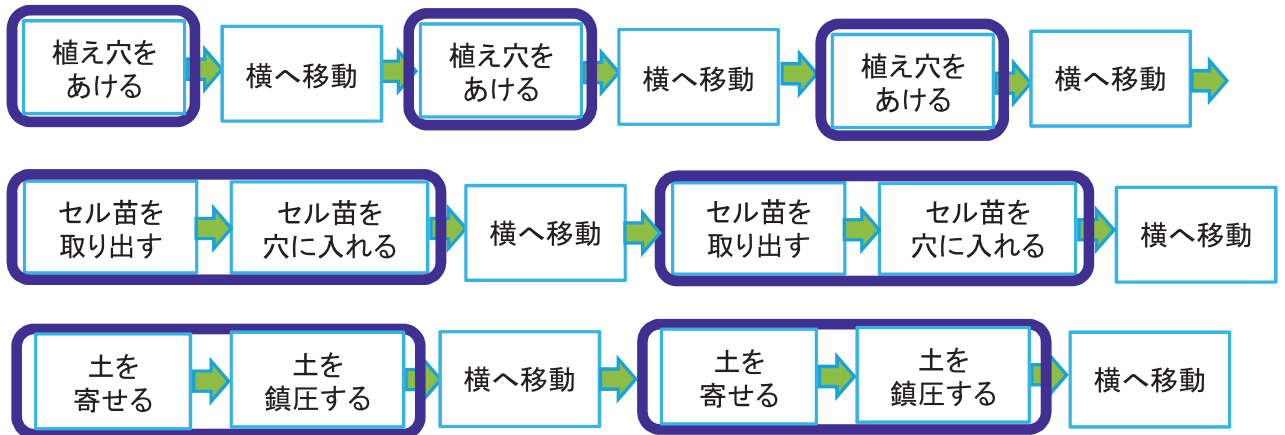 植え穴を
あける
横へ移動
植え穴を
あける
横へ移動
植え穴を
あける
横へ移動
セル苗を
取り出す
セル苗を
穴に入れる
横へ移動
セル苗を
取り出す
セル苗を
穴に入れる
横へ移動
土を
寄せる
土を
鎮圧する
横へ移動
土を
寄せる
土を
鎮圧する
横へ移動